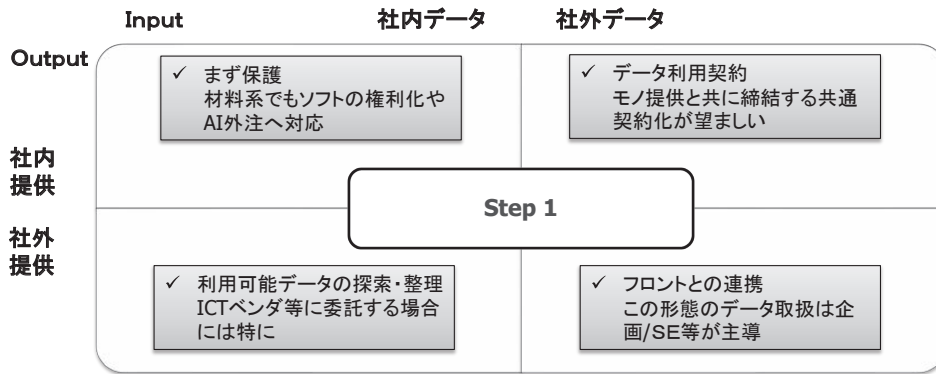 Input 社内データ 社外データ
Output
✓ まず保護
材料系でもソフトの権利化や
AI外注へ対応
✓ データ利用契約
モノ提供と共に締結する共通
契約化が望ましい
社内
提供
Step 1
社外
提供
✓ 利用可能データの探索・整理
ICTベンダ等に委託する場合
には特に
✓ フロントとの連携
この形態のデータ取扱は企
画/SE等が主導